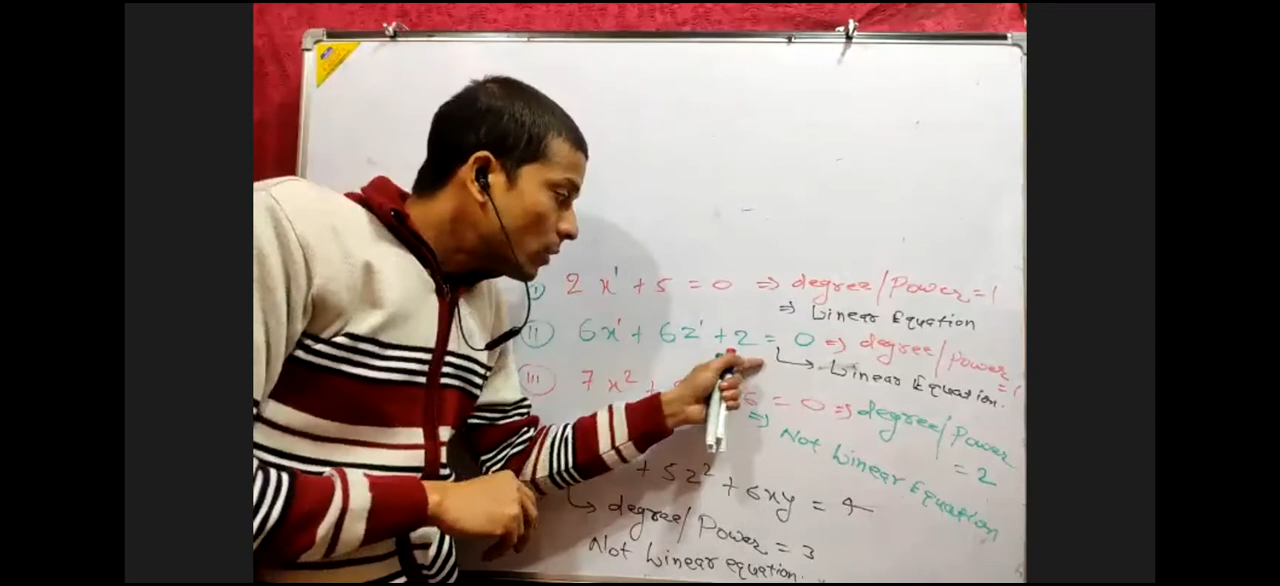 (i) 2x¹ + 5 = 0 ⇒ degree/Power = 1
⇒ Linear Equation
(ii) 6x¹ + 6z¹ + 2 = 0 ⇒ degree/Power = 1
↳ Linear Equation.
(iii) 7x² + = 0 ⇒ degree/Power = 2
⇒ Not Linear Equation
+ 5z² + 6xy = 4
↳ degree/Power = 3
Not Linear equation.